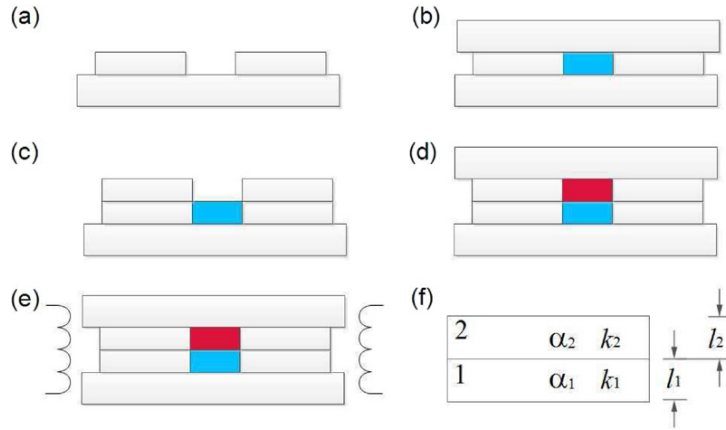 (a)
(b)
(c)
(d)
(e)
(f)
2 α₂ k₂ l₂
1 α₁ k₁ l₁